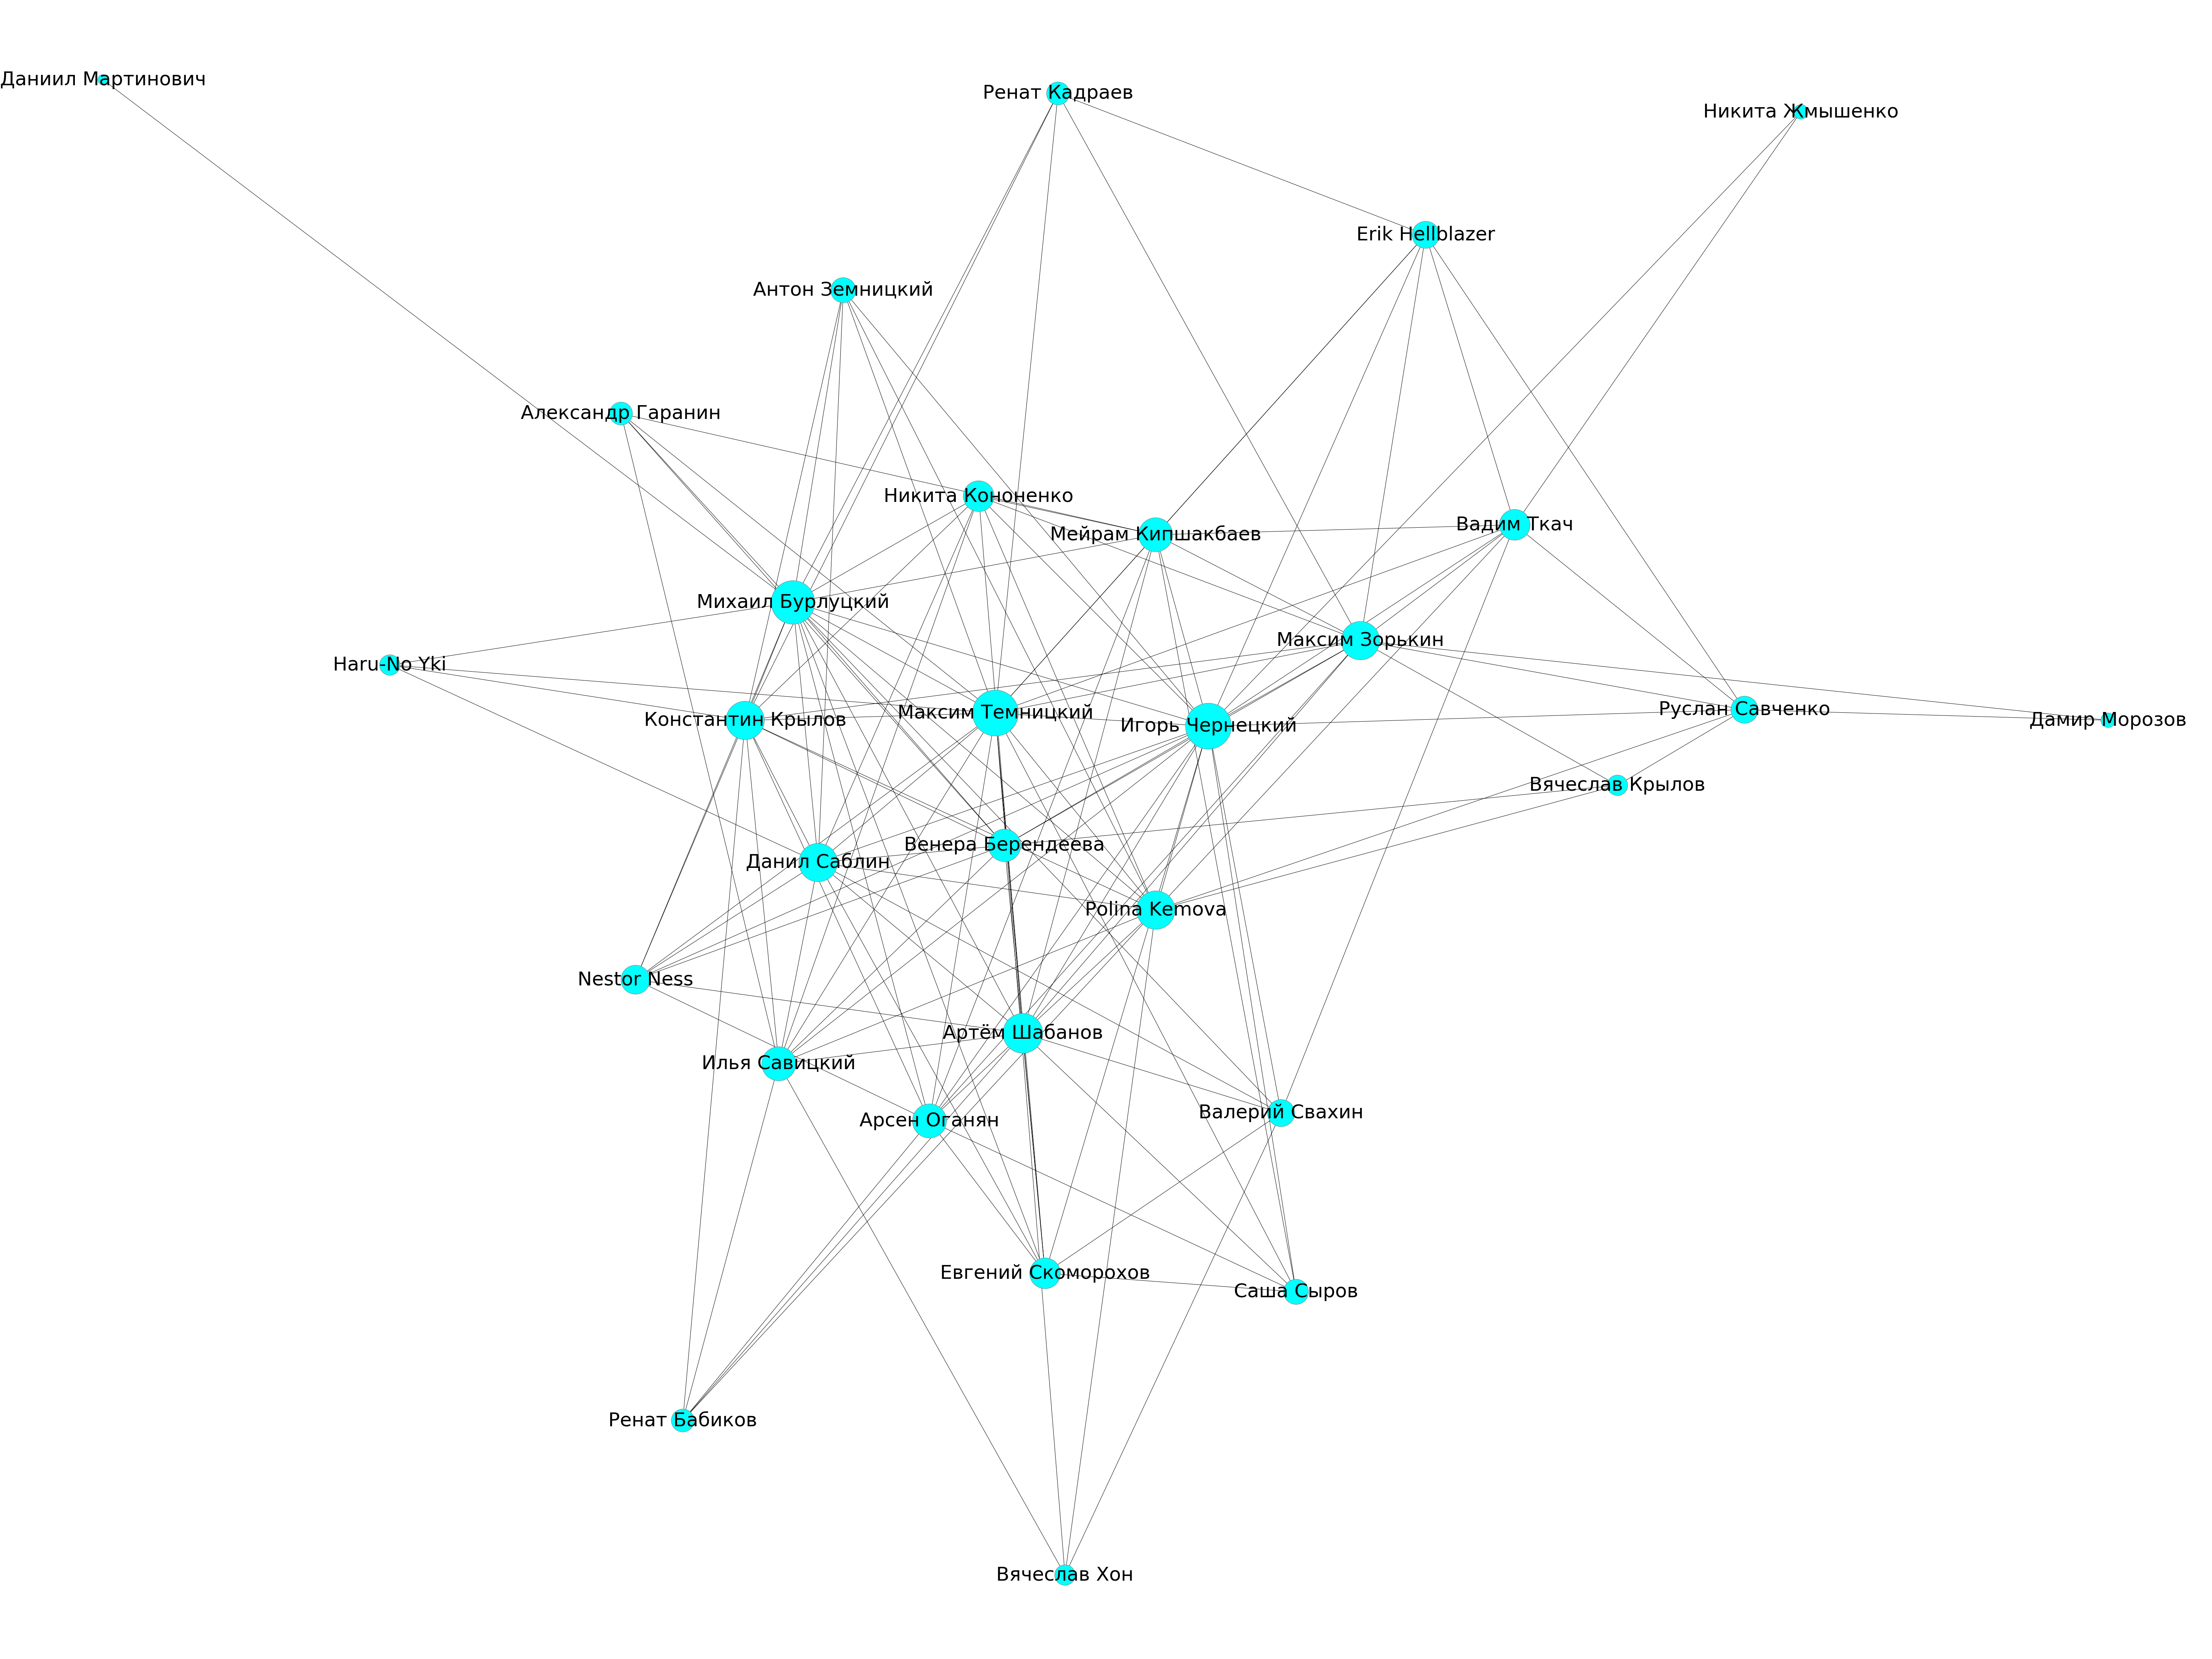 Даниил Мартинович
Ренат Кадраев
Никита Жмышенко
Erik Hellblazer
Антон Земницкий
Александр Гаранин
Никита Кононенко
Вадим Ткач
Мейрам Кипшакбаев
Михаил Бурлуцкий
Максим Зорькин
Haru-No Yki
Руслан Савченко
Максим Темницкий
Константин Крылов
Дамир Морозов
Игорь Чернецкий
Вячеслав Крылов
Венера Берендеева
Данил Саблин
Polina Kemova
Nestor Ness
Артём Шабанов
Илья Савицкий
Валерий Свахин
Арсен Оганян
Евгений Скоморохов
Саша Сыров
Ренат Бабиков
Вячеслав Хон